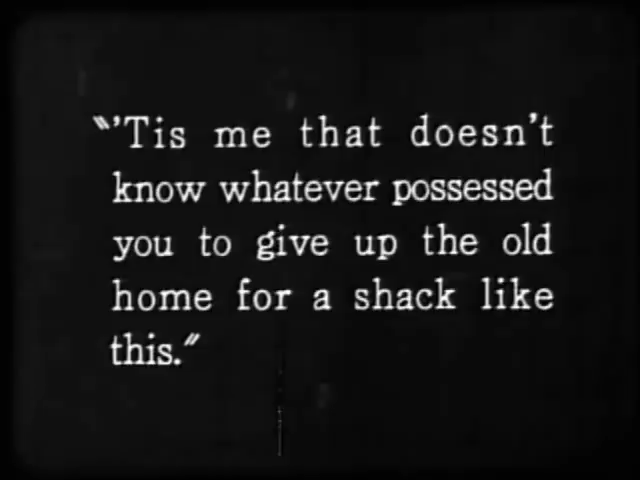 "'Tis me that doesn't
know whatever possessed
you to give up the old
home for a shack like
this."